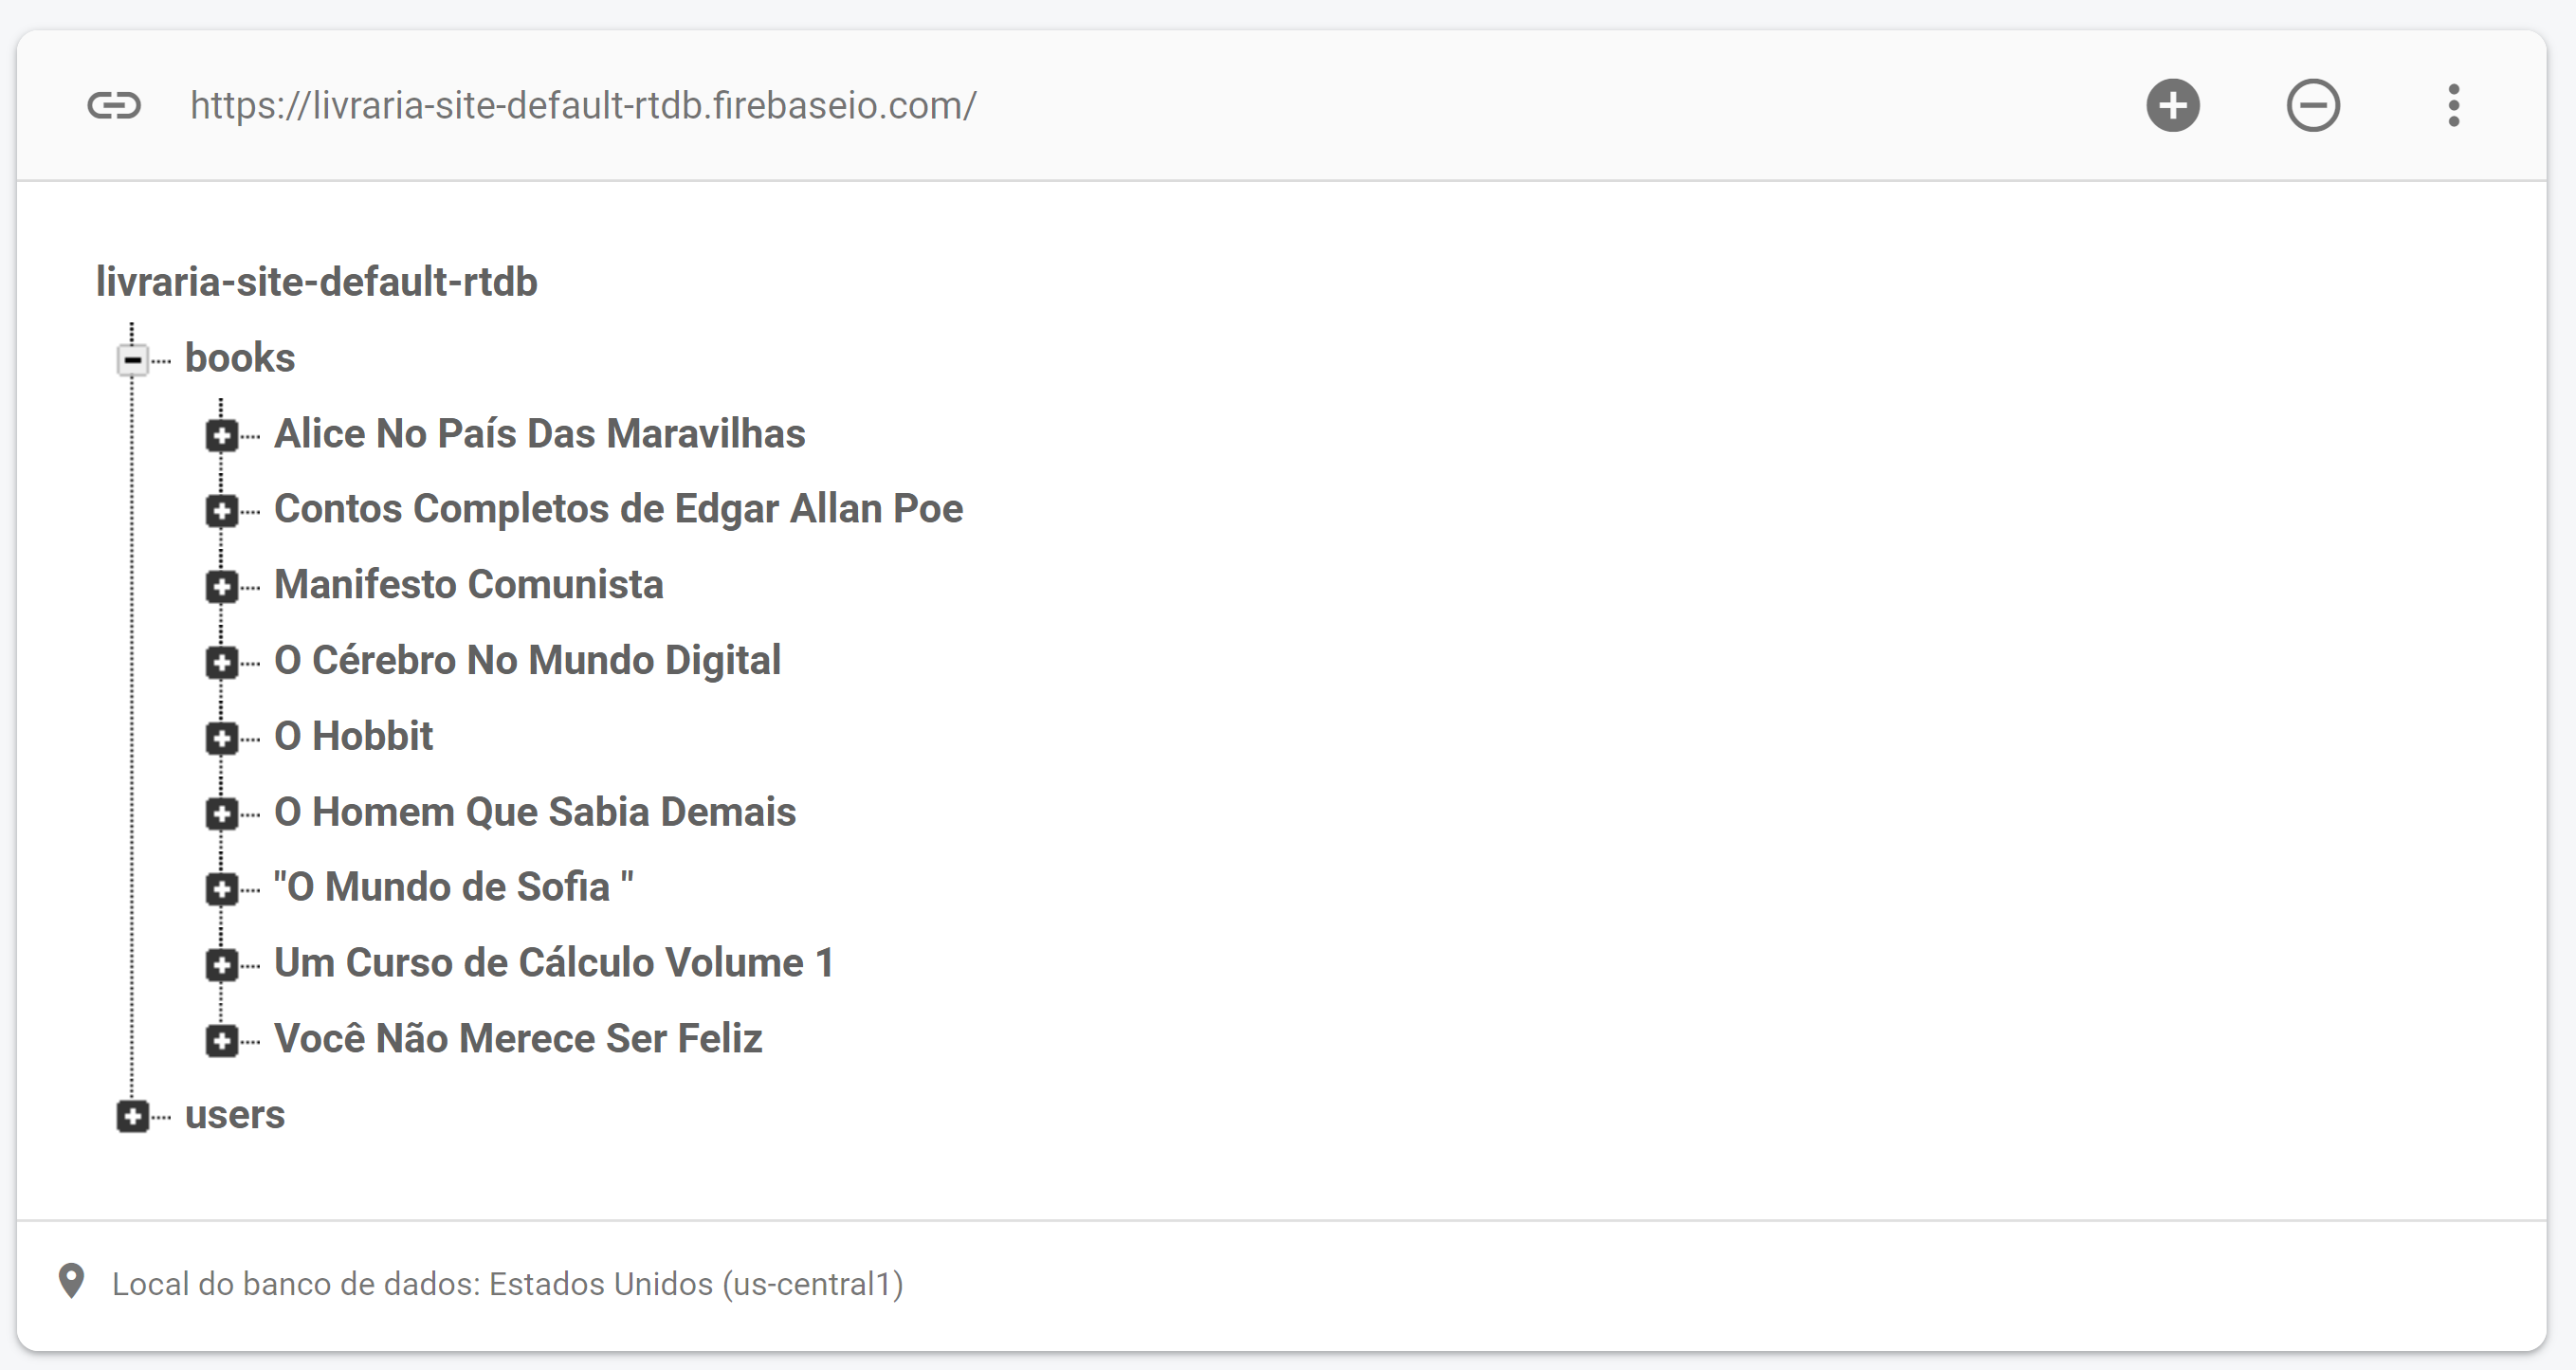 https://livraria-site-default-rtdb.firebaseio.com/
livraria-site-default-rtdb
books
Alice No País Das Maravilhas
Contos Completos de Edgar Allan Poe
Manifesto Comunista
O Cérebro No Mundo Digital
O Hobbit
O Homem Que Sabia Demais
"O Mundo de Sofia "
Um Curso de Cálculo Volume 1
Você Não Merece Ser Feliz
users
Local do banco de dados: Estados Unidos (us-central1)